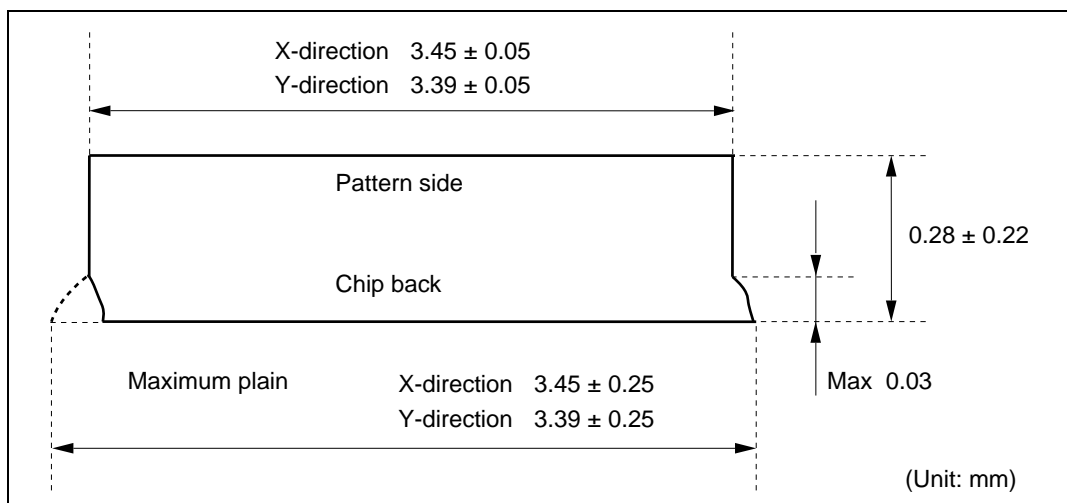 X-direction 3.45 ± 0.05
Y-direction 3.39 ± 0.05
Pattern side
0.28 ± 0.22
Chip back
Max 0.03
Maximum plain
X-direction 3.45 ± 0.25
Y-direction 3.39 ± 0.25
(Unit: mm)